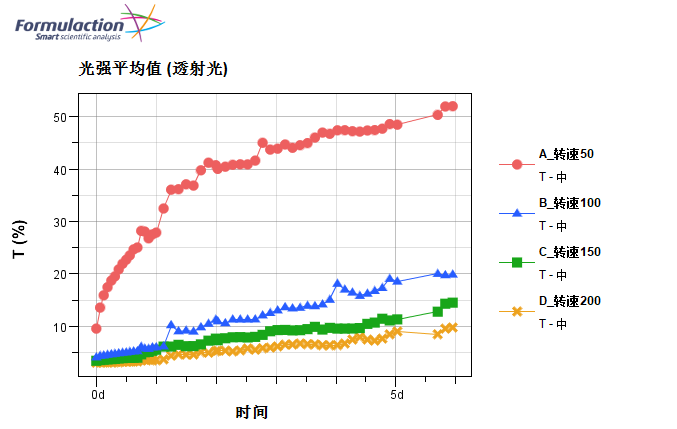 Formulaction
Smart scientific analysis
光强平均值 (透射光)
T (%)
50
40
30
20
10
0d
5d
时间
A_转速50
T - 中
B_转速100
T - 中
C_转速150
T - 中
D_转速200
T - 中